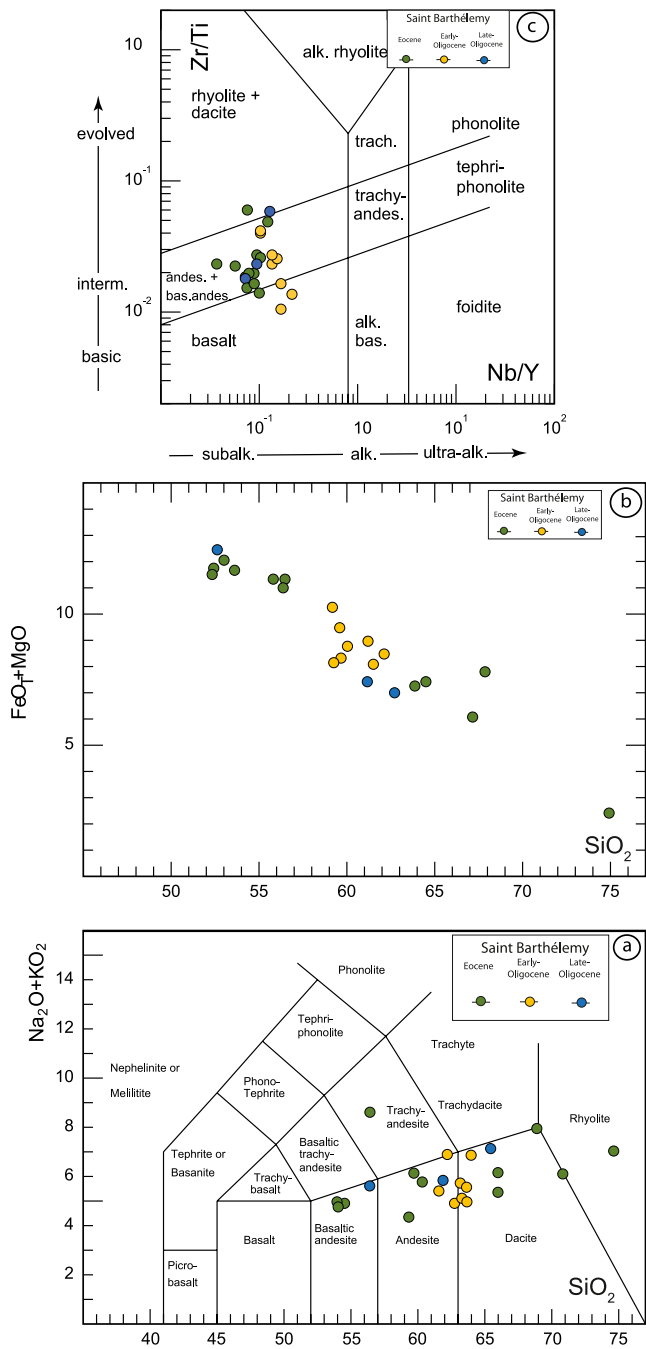 c
Saint Barthélemy
Eocene
Early-
Oligocene
Late-
Oligocene
Zr/Ti
10
10⁻¹
10⁻²
evolved
interm.
basic
alk. rhyolite
rhyolite +
dacite
phonolite
trach.
tephri-
phonolite
trachy-
andes.
andes. +
bas.andes.
basalt
alk.
bas.
foidite
Nb/Y
10⁻¹
1
10
10²
subalk.
alk.
ultra-alk.
b
Saint Barthélemy
Eocene
Early-
Oligocene
Late-
Oligocene
FeO_T+MgO
10
5
SiO₂
50
55
60
65
70
75
a
Saint Barthélemy
Eocene
Early-
Oligocene
Late-
Oligocene
Na₂O+KO₂
14
12
10
8
6
4
2
Phonolite
Tephri-
phonolite
Trachyte
Nephelinite or
Melilitite
Phono-
Tephrite
Trachydacite
Rhyolite
Trachy-
andesite
Basaltic
trachy-
andesite
Tephrite or
Basanite
Trachy-
basalt
Basalt
Basaltic
andesite
Andesite
Dacite
Picro-
basalt
SiO₂
40
45
50
55
60
65
70
75